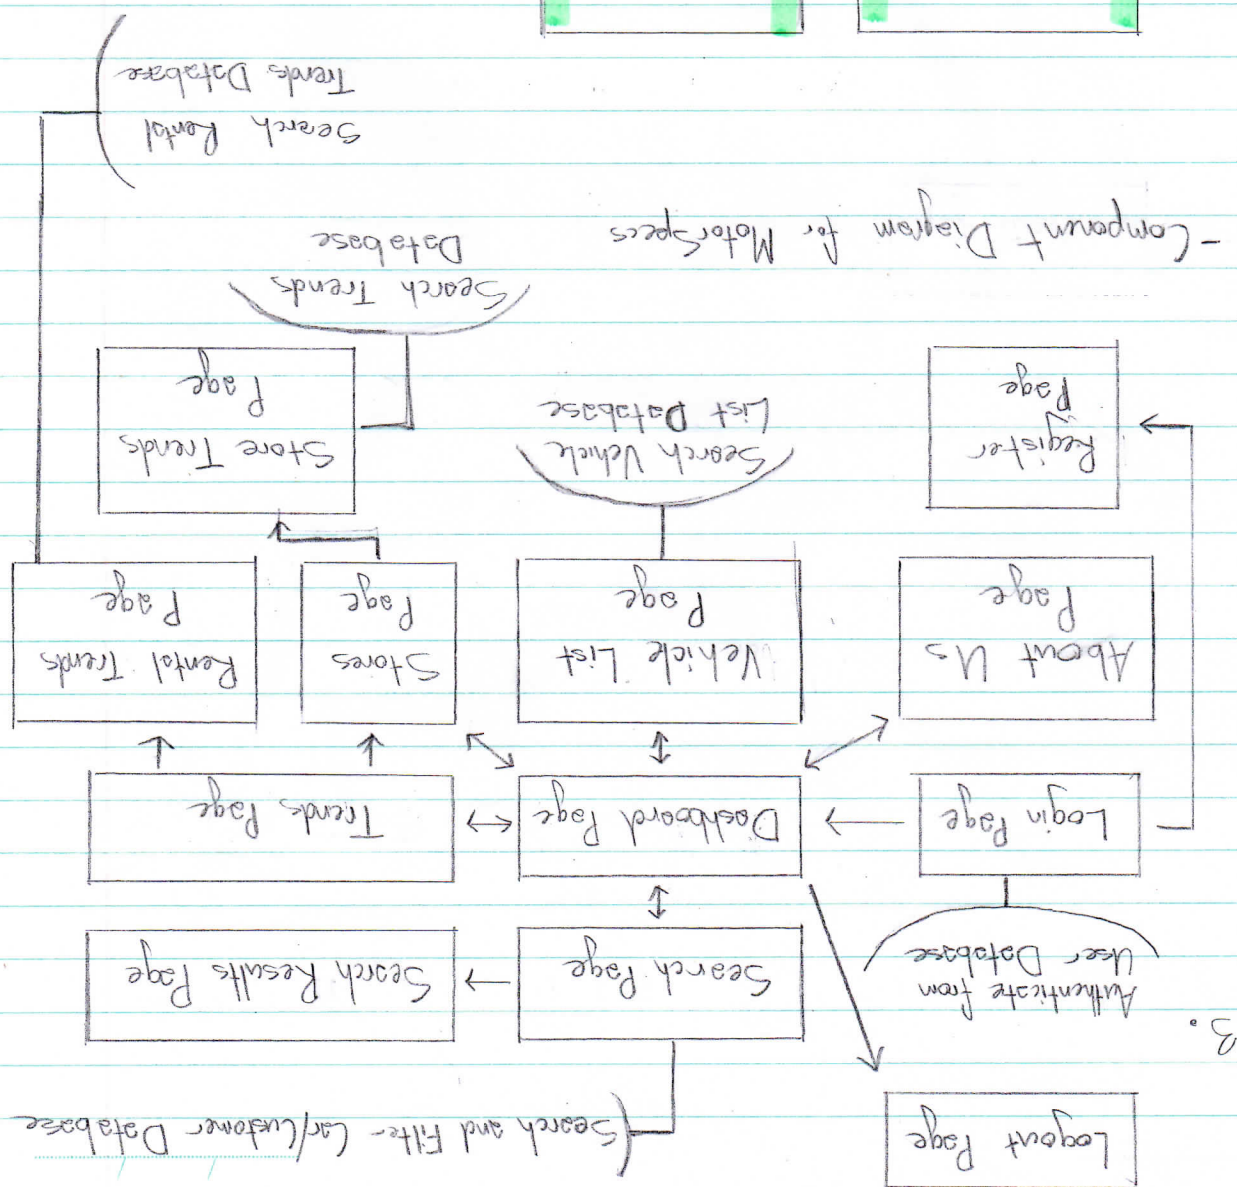 Logout Page
Search and Filter - Car/Customer Database
3.
Authenticate from
User Database
Search Page
Search Results Page
Login Page
Dashboard Page
Trends Page
About Us
Page
Vehicle List
Page
Stores
Page
Rental Trends
Page
Register
Page
Search Vehicle
List Database
Store Trends
Page
Search Trends
Database
- Component Diagram for MotorSpecs
Search Rental
Trends Database